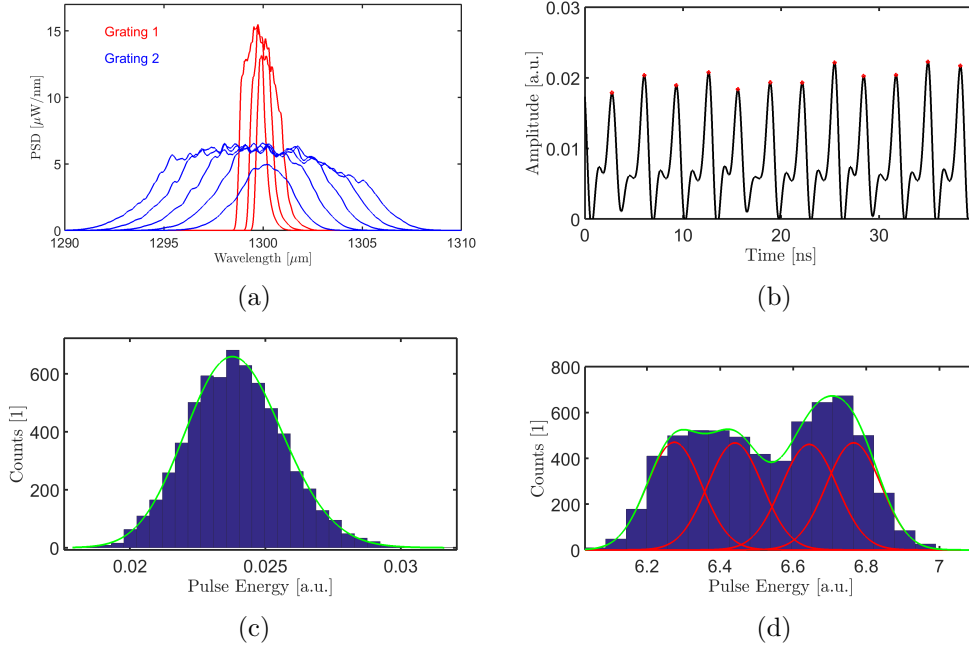 Grating 1
Grating 2
PSD [μW/nm]
15
10
5
0
1290
1295
1300
1305
1310
Wavelength [μm]
(a)
Amplitude [a.u.]
0.03
0.02
0.01
0
0
10
20
30
Time [ns]
(b)
Counts [1]
600
400
200
0
0.02
0.025
0.03
Pulse Energy [a.u.]
(c)
Counts [1]
800
600
400
200
0
6.2
6.4
6.6
6.8
7
Pulse Energy [a.u.]
(d)